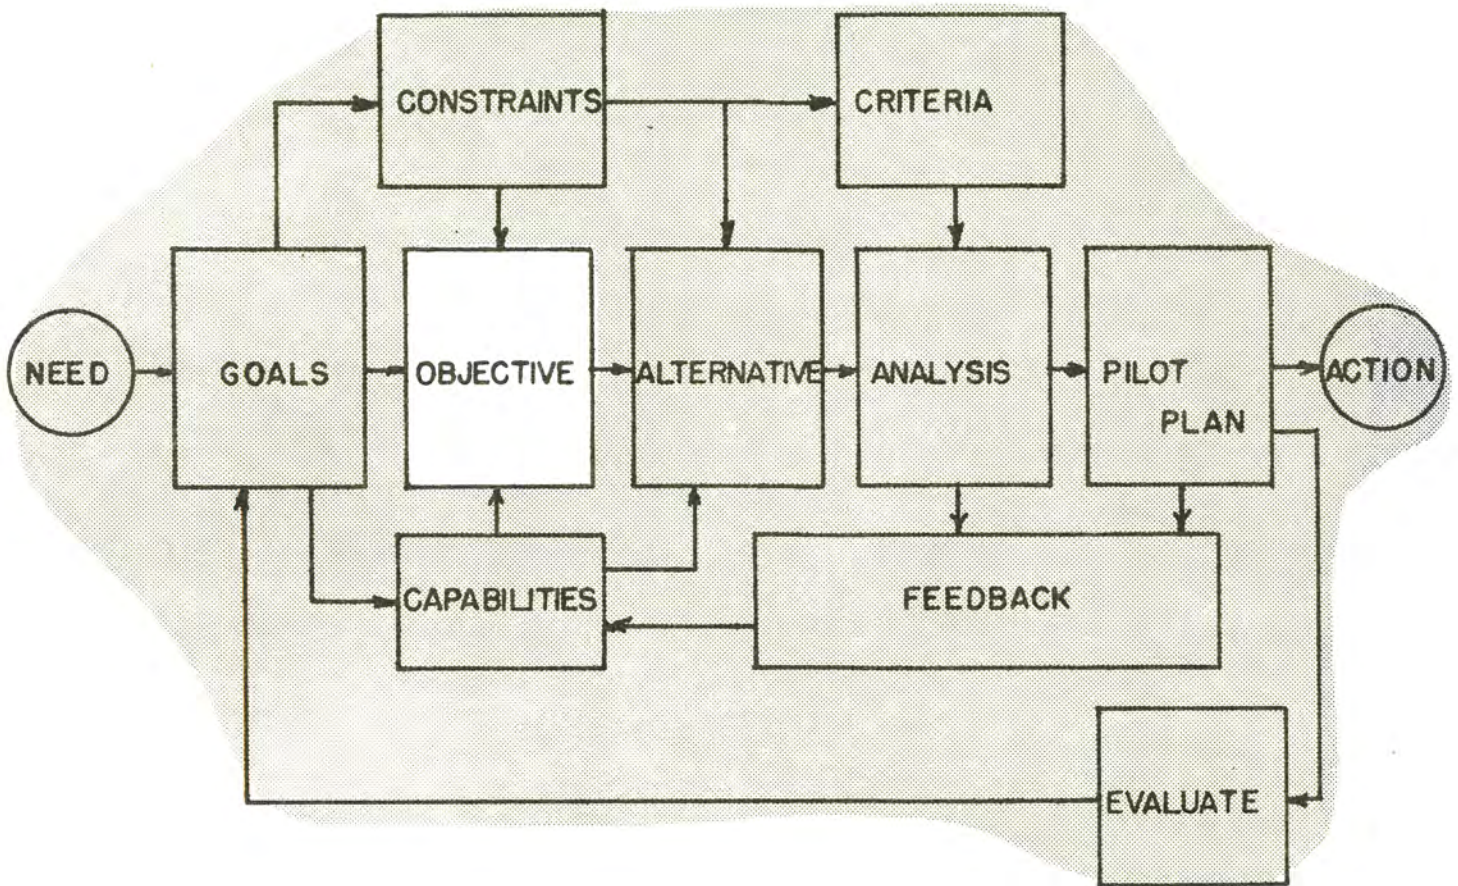 CONSTRAINTS
CRITERIA
NEED
GOALS
OBJECTIVE
ALTERNATIVE
ANALYSIS
PILOT
PLAN
ACTION
CAPABILITIES
FEEDBACK
EVALUATE